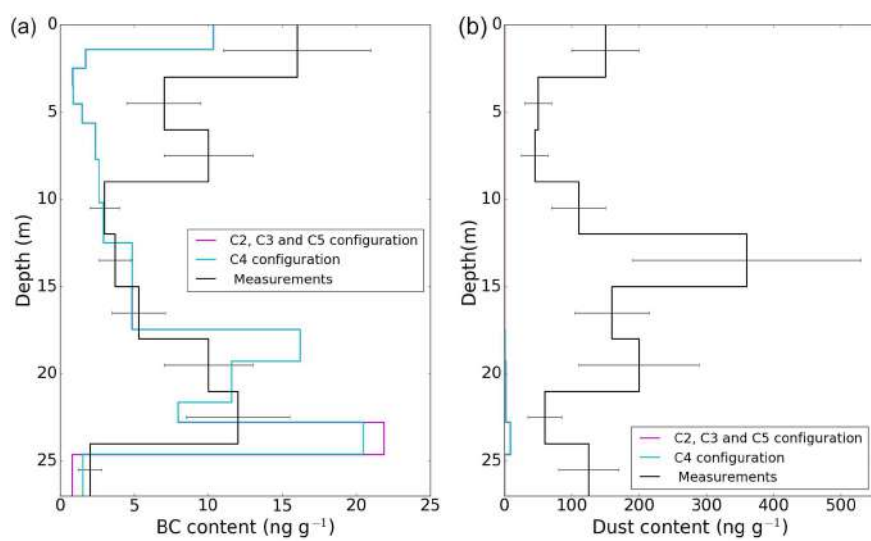 (a)
0
5
10
15
20
25
Depth (m)
C2, C3 and C5 configuration
C4 configuration
Measurements
0 5 10 15 20 25
BC content (ng g⁻¹)
(b)
0
5
10
15
20
25
Depth(m)
C2, C3 and C5 configuration
C4 configuration
Measurements
0 100 200 300 400 500
Dust content (ng g⁻¹)